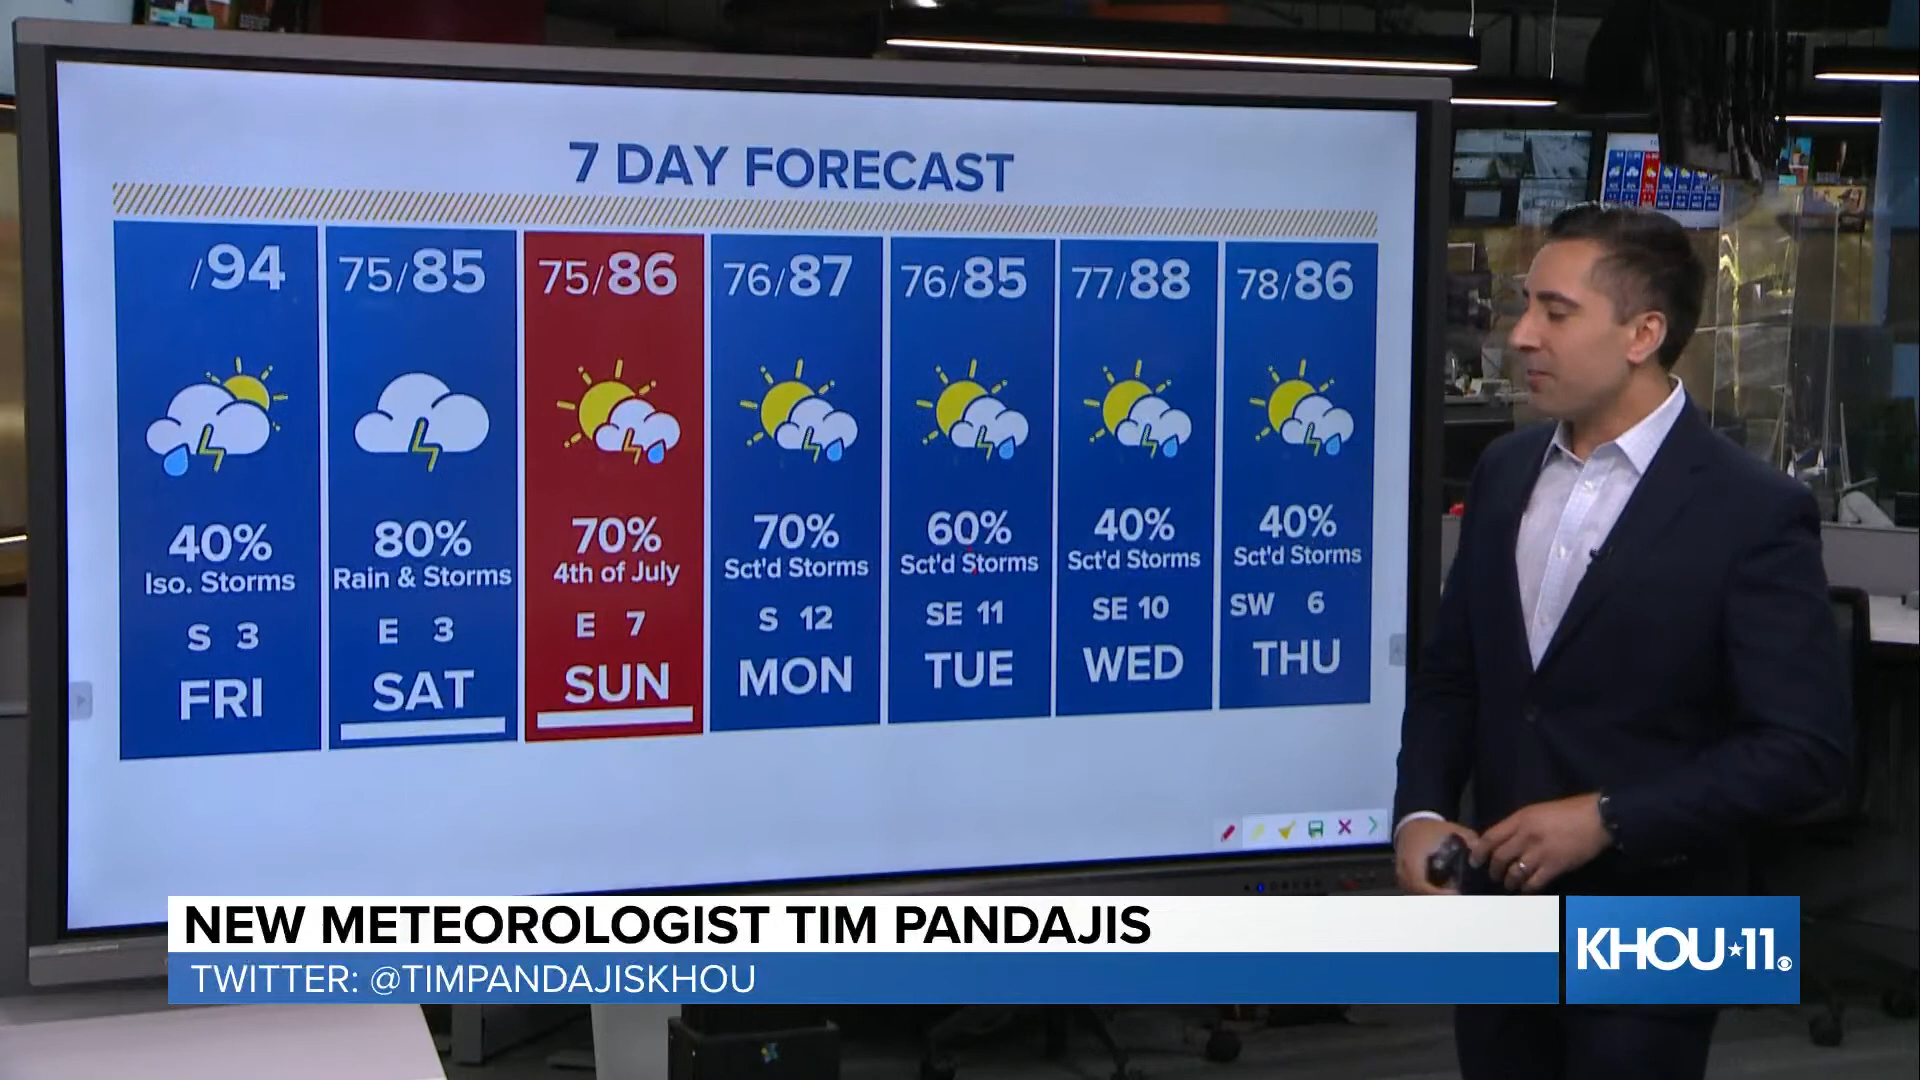 7 DAY FORECAST
/94 75/85 75/86 76/87 76/85 77/88 78/86
40% 80% 70% 70% 60% 40% 40%
Iso. Storms Rain & Storms 4th of July Sct'd Storms Sct'd Storms Sct'd Storms Sct'd Storms
S 3 E 3 E 7 S 12 SE 11 SE 10 SW 6
FRI SAT SUN MON TUE WED THU
NEW METEOROLOGIST TIM PANDAJIS
TWITTER: @TIMPANDAJISKHOU
KHOU★11